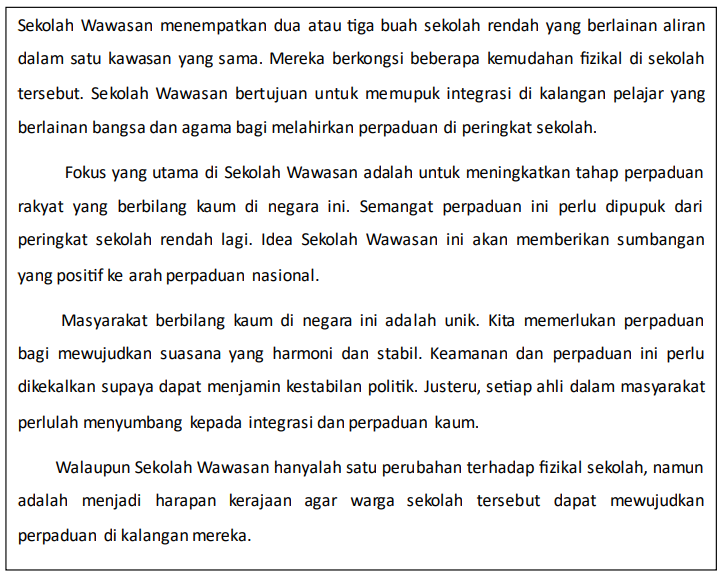 Sekolah Wawasan menempatkan dua atau tiga buah sekolah rendah yang berlainan aliran
dalam satu kawasan yang sama. Mereka berkongsi beberapa kemudahan fizikal di sekolah
tersebut. Sekolah Wawasan bertujuan untuk memupuk integrasi di kalangan pelajar yang
berlainan bangsa dan agama bagi melahirkan perpaduan di peringkat sekolah.
Fokus yang utama di Sekolah Wawasan adalah untuk meningkatkan tahap perpaduan
rakyat yang berbilang kaum di negara ini. Semangat perpaduan ini perlu dipupuk dari
peringkat sekolah rendah lagi. Idea Sekolah Wawasan ini akan memberikan sumbangan
yang positif ke arah perpaduan nasional.
Masyarakat berbilang kaum di negara ini adalah unik. Kita memerlukan perpaduan
bagi mewujudkan suasana yang harmoni dan stabil. Keamanan dan perpaduan ini perlu
dikekalkan supaya dapat menjamin kestabilan politik. Justeru, setiap ahli dalam masyarakat
perlulah menyumbang kepada integrasi dan perpaduan kaum.
Walaupun Sekolah Wawasan hanyalah satu perubahan terhadap fizikal sekolah, namun
adalah menjadi harapan kerajaan agar warga sekolah tersebut dapat mewujudkan
perpaduan di kalangan mereka.